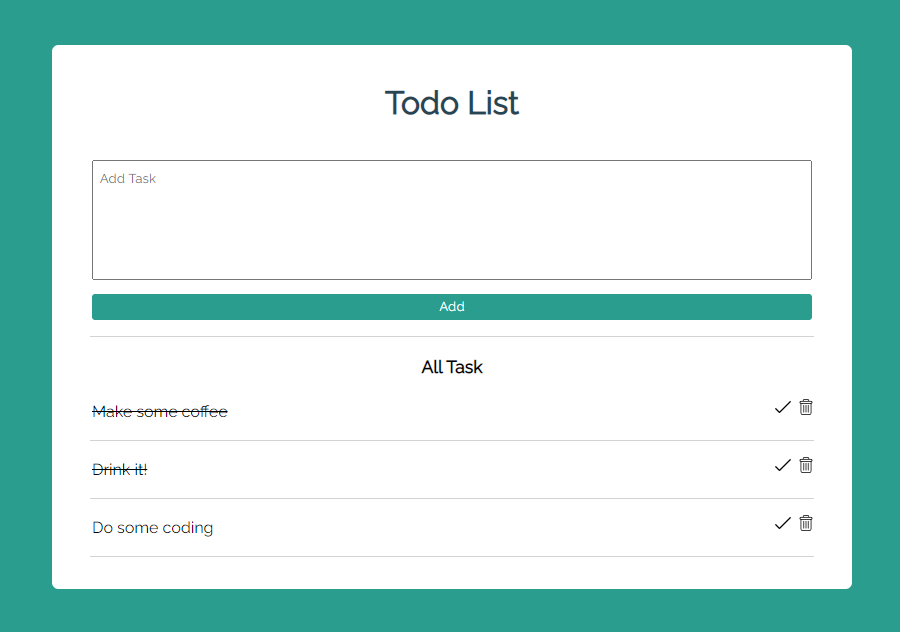 Todo List
Add Task
Add
All Task
Make some coffee
Drink it!
Do some coding